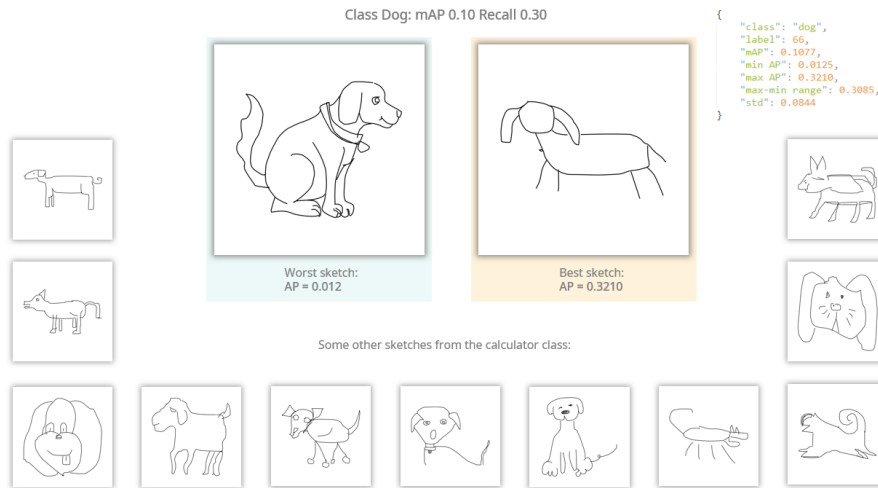 Class Dog: mAP 0.10 Recall 0.30
{
"class": "dog",
"label": 66,
"mAP": 0.1077,
"min AP": 0.0125,
"max AP": 0.3210,
"max-min range": 0.3085,
"std": 0.0844
}
Worst sketch:
AP = 0.012
Best sketch:
AP = 0.3210
Some other sketches from the calculator class: